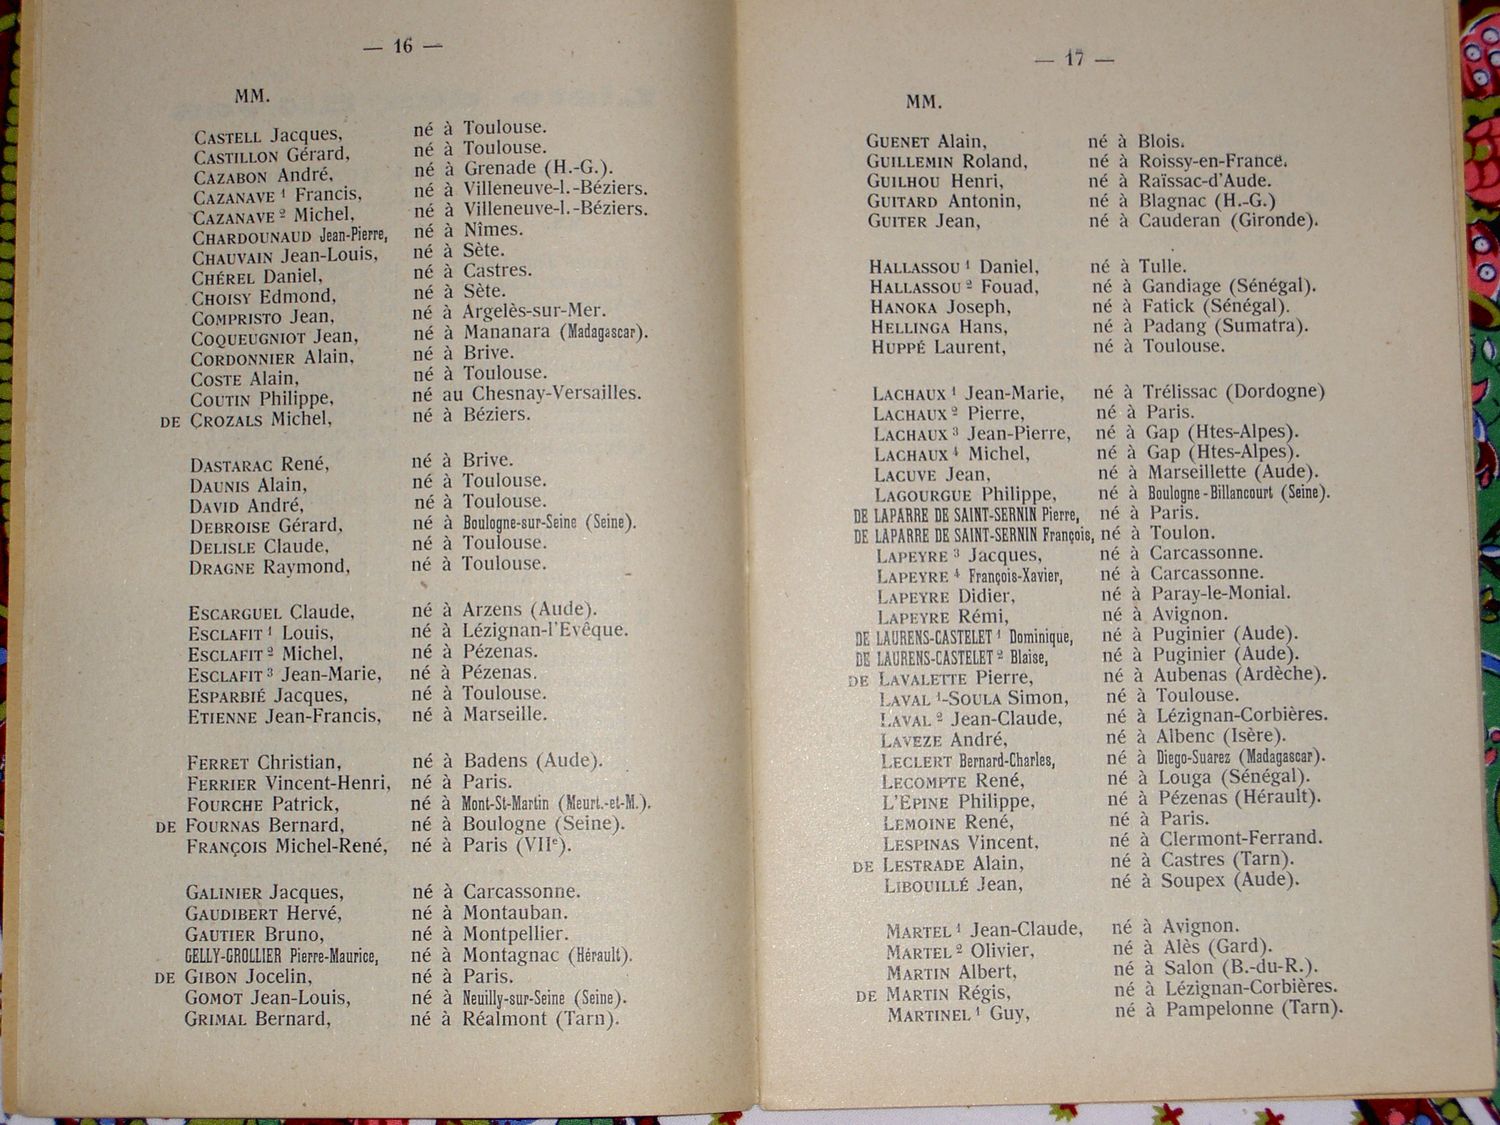 — 16 —
MM.
CASTELL Jacques, né à Toulouse.
CASTILLON Gérard, né à Toulouse.
CAZABON André, né à Grenade (H.-G.).
CAZANAVE ¹ Francis, né à Villeneuve-l.-Béziers.
CAZANAVE ² Michel, né à Villeneuve-l.-Béziers.
CHARDOUNAUD Jean-Pierre, né à Nîmes.
CHAUVAIN Jean-Louis, né à Sète.
CHÉREL Daniel, né à Castres.
CHOISY Edmond, né à Sète.
COMPRISTO Jean, né à Argelès-sur-Mer.
COQUEUGNIOT Jean, né à Mananara (Madagascar).
CORDONNIER Alain, né à Brive.
COSTE Alain, né à Toulouse.
COUTIN Philippe, né au Chesnay-Versailles.
DE CROZALS Michel, né à Béziers.
DASTARAC René, né à Brive.
DAUNIS Alain, né à Toulouse.
DAVID André, né à Toulouse.
DEBROISE Gérard, né à Boulogne-sur-Seine (Seine).
DELISLE Claude, né à Toulouse.
DRAGNE Raymond, né à Toulouse.
ESCARGUEL Claude, né à Arzens (Aude).
ESCLAFIT ¹ Louis, né à Lézignan-l'Evêque.
ESCLAFIT ² Michel, né à Pézenas.
ESCLAFIT ³ Jean-Marie, né à Pézenas.
ESPARBIÉ Jacques, né à Toulouse.
ETIENNE Jean-Francis, né à Marseille.
FERRET Christian, né à Badens (Aude).
FERRIER Vincent-Henri, né à Paris.
FOURCHE Patrick, né à Mont-St-Martin (Meurt.-et-M.).
DE FOURNAS Bernard, né à Boulogne (Seine).
FRANÇOIS Michel-René, né à Paris (VIIᵉ).
GALINIER Jacques, né à Carcassonne.
GAUDIBERT Hervé, né à Montauban.
GAUTIER Bruno, né à Montpellier.
GELLY-GROLLIER Pierre-Maurice, né à Montagnac (Hérault).
DE GIBON Jocelin, né à Paris.
GOMOT Jean-Louis, né à Neuilly-sur-Seine (Seine).
GRIMAL Bernard, né à Réalmont (Tarn).
— 17 —
MM.
GUENET Alain, né à Blois.
GUILLEMIN Roland, né à Roissy-en-France.
GUILHOU Henri, né à Raïssac-d'Aude.
GUITARD Antonin, né à Blagnac (H.-G.)
GUITER Jean, né à Cauderan (Gironde).
HALLASSOU ¹ Daniel, né à Tulle.
HALLASSOU ² Fouad, né à Gandiage (Sénégal).
HANOKA Joseph, né à Fatick (Sénégal).
HELLINGA Hans, né à Padang (Sumatra).
HUPPÉ Laurent, né à Toulouse.
LACHAUX ¹ Jean-Marie, né à Trélissac (Dordogne)
LACHAUX ² Pierre, né à Paris.
LACHAUX ³ Jean-Pierre, né à Gap (Htes-Alpes).
LACHAUX ⁴ Michel, né à Gap (Htes-Alpes).
LACUVE Jean, né à Marseillette (Aude).
LAGOURGUE Philippe, né à Boulogne-Billancourt (Seine).
DE LAPARRE DE SAINT-SERNIN Pierre, né à Paris.
DE LAPARRE DE SAINT-SERNIN François, né à Toulon.
LAPEYRE ³ Jacques, né à Carcassonne.
LAPEYRE ⁴ François-Xavier, né à Carcassonne.
LAPEYRE Didier, né à Paray-le-Monial.
LAPEYRE Rémi, né à Avignon.
DE LAURENS-CASTELET ¹ Dominique, né à Puginier (Aude).
DE LAURENS-CASTELET ² Blaise, né à Puginier (Aude).
DE LAVALETTE Pierre, né à Aubenas (Ardèche).
LAVAL ¹-SOULA Simon, né à Toulouse.
LAVAL ² Jean-Claude, né à Lézignan-Corbières.
LAVEZE André, né à Albenc (Isère).
LECLERT Bernard-Charles, né à Diego-Suarez (Madagascar).
LECOMPTE René, né à Louga (Sénégal).
L'EPINE Philippe, né à Pézenas (Hérault).
LEMOINE René, né à Paris.
LESPINAS Vincent, né à Clermont-Ferrand.
DE LESTRADE Alain, né à Castres (Tarn).
LIBOUILLÉ Jean, né à Soupex (Aude).
MARTEL ¹ Jean-Claude, né à Avignon.
MARTEL ² Olivier, né à Alès (Gard).
MARTIN Albert, né à Salon (B.-du-R.).
DE MARTIN Régis, né à Lézignan-Corbières.
MARTINEL ¹ Guy, né à Pampelonne (Tarn).